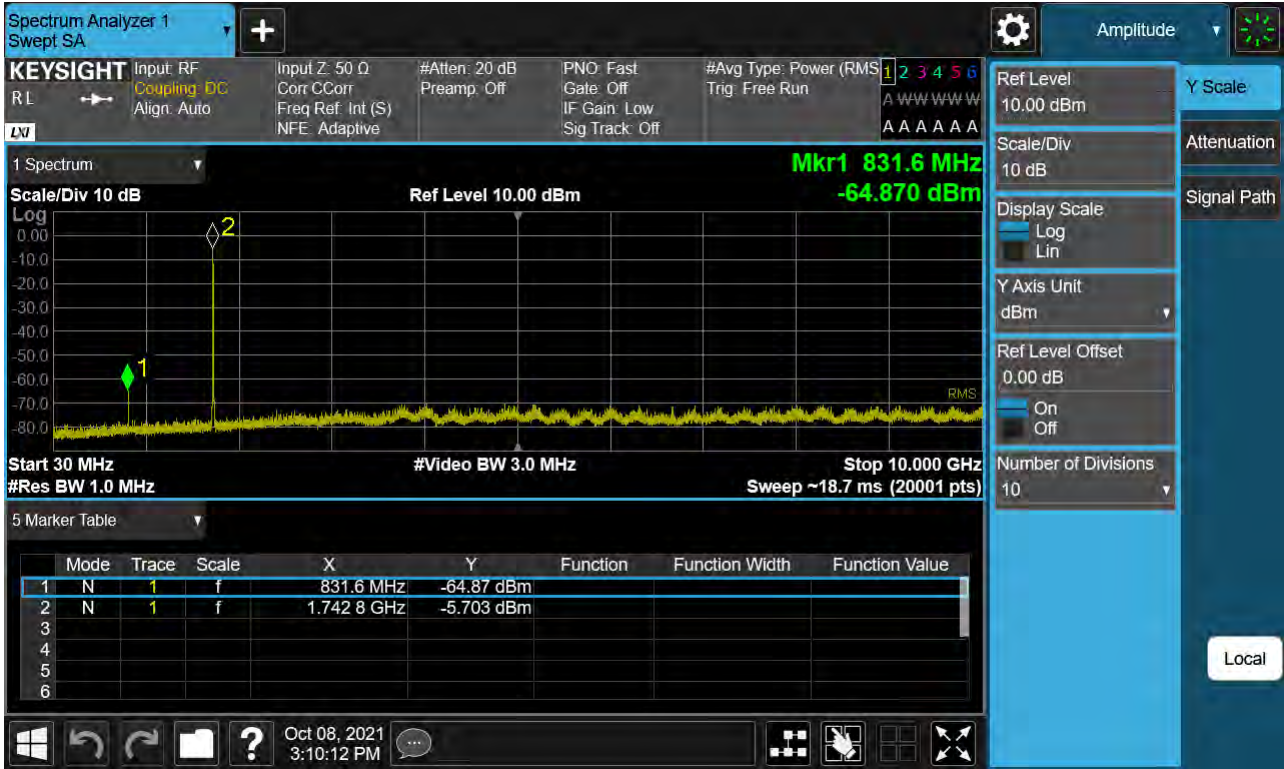 Spectrum Analyzer 1
Swept SA
+
Amplitude
KEYSIGHT
RL
LXI
Input: RF
Coupling: DC
Align: Auto
Input Z: 50 Ω
Corr CCorr
Freq Ref: Int (S)
NFE: Adaptive
#Atten: 20 dB
Preamp: Off
PNO: Fast
Gate: Off
IF Gain: Low
Sig Track: Off
#Avg Type: Power (RMS
Trig: Free Run
1 2 3 4 5 6
A W W W W W
A A A A A A
1 Spectrum
Scale/Div 10 dB
Ref Level 10.00 dBm
Mkr1 831.6 MHz
-64.870 dBm
Log
0.00
-10.0
-20.0
-30.0
-40.0
-50.0
-60.0
-70.0
-80.0
1
2
RMS
Start 30 MHz
#Video BW 3.0 MHz
Stop 10.000 GHz
#Res BW 1.0 MHz
Sweep ~18.7 ms (20001 pts)
5 Marker Table
Mode Trace Scale X Y Function Function Width Function Value
1 N 1 f 831.6 MHz -64.87 dBm
2 N 1 f 1.742 8 GHz -5.703 dBm
3
4
5
6
Ref Level
10.00 dBm
Scale/Div
10 dB
Display Scale
Log
Lin
Y Axis Unit
dBm
Ref Level Offset
0.00 dB
On
Off
Number of Divisions
10
Y Scale
Attenuation
Signal Path
Local
?
Oct 08, 2021
3:10:12 PM